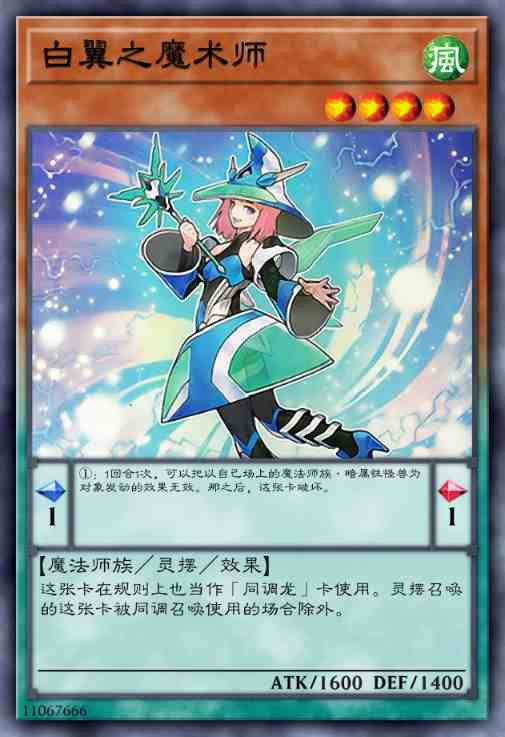 白翼之魔术师
風
①：1回合1次，可以把以自己场上的魔法师族·暗属性怪兽为
对象发动的效果无效。那之后，这张卡破坏。
1
1
【魔法师族／灵摆／效果】
这张卡在规则上也当作「同调龙」卡使用。灵摆召唤
的这张卡被同调召唤使用的场合除外。
ATK/1600 DEF/1400
11067666